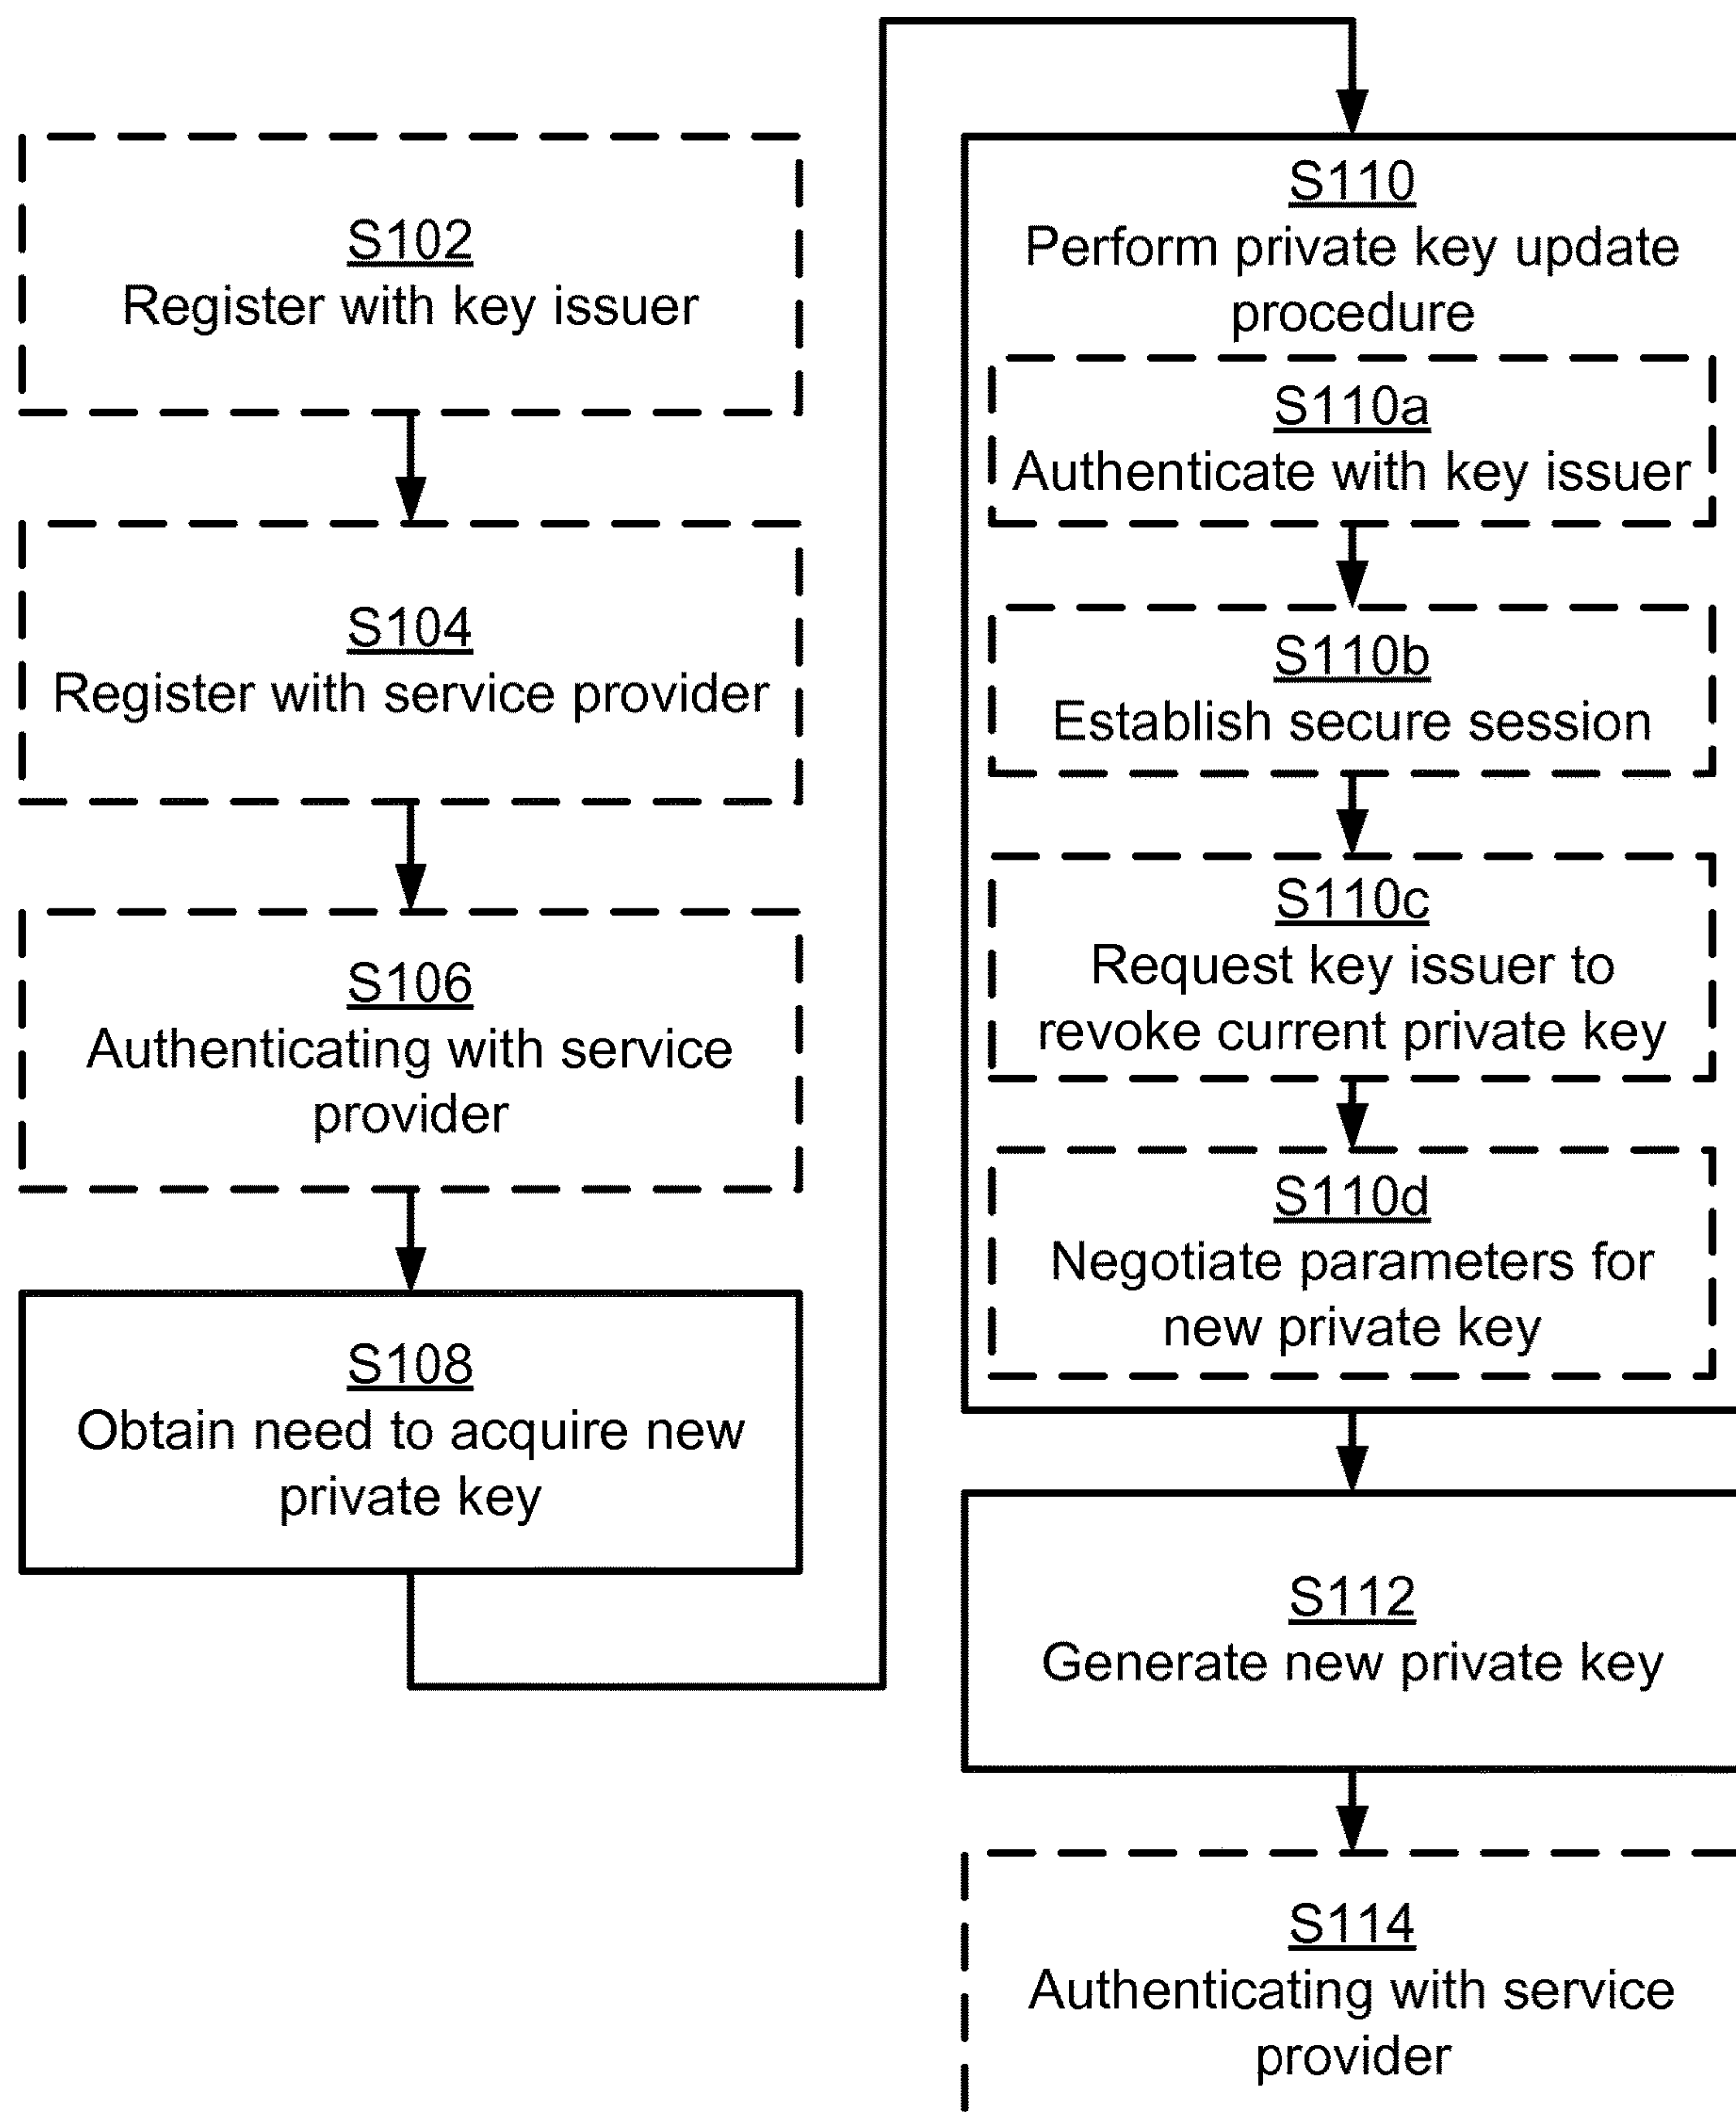 S102
Register with key issuer
S104
Register with service provider
S106
Authenticating with service
provider
S108
Obtain need to acquire new
private key
S110
Perform private key update
procedure
S110a
Authenticate with key issuer
S110b
Establish secure session
S110c
Request key issuer to
revoke current private key
S110d
Negotiate parameters for
new private key
S112
Generate new private key
S114
Authenticating with service
provider